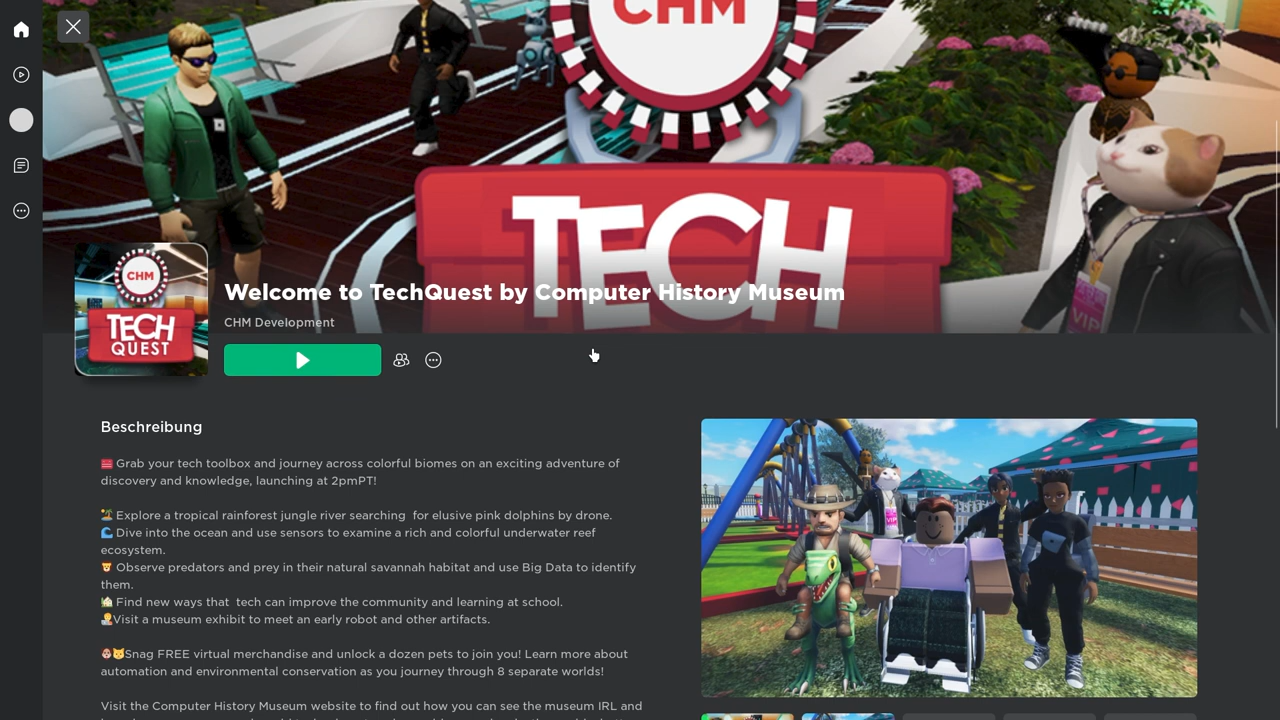 CHM
TECH
CHM
TECH
QUEST
VIP
Welcome to TechQuest by Computer History Museum
CHM Development
Beschreibung
Grab your tech toolbox and journey across colorful biomes on an exciting adventure of
discovery and knowledge, launching at 2pmPT!
Explore a tropical rainforest jungle river searching for elusive pink dolphins by drone.
Dive into the ocean and use sensors to examine a rich and colorful underwater reef
ecosystem.
Observe predators and prey in their natural savannah habitat and use Big Data to identify
them.
Find new ways that tech can improve the community and learning at school.
Visit a museum exhibit to meet an early robot and other artifacts.
Snag FREE virtual merchandise and unlock a dozen pets to join you! Learn more about
automation and environmental conservation as you journey through 8 separate worlds!
Visit the Computer History Museum website to find out how you can see the museum IRL and
VIP